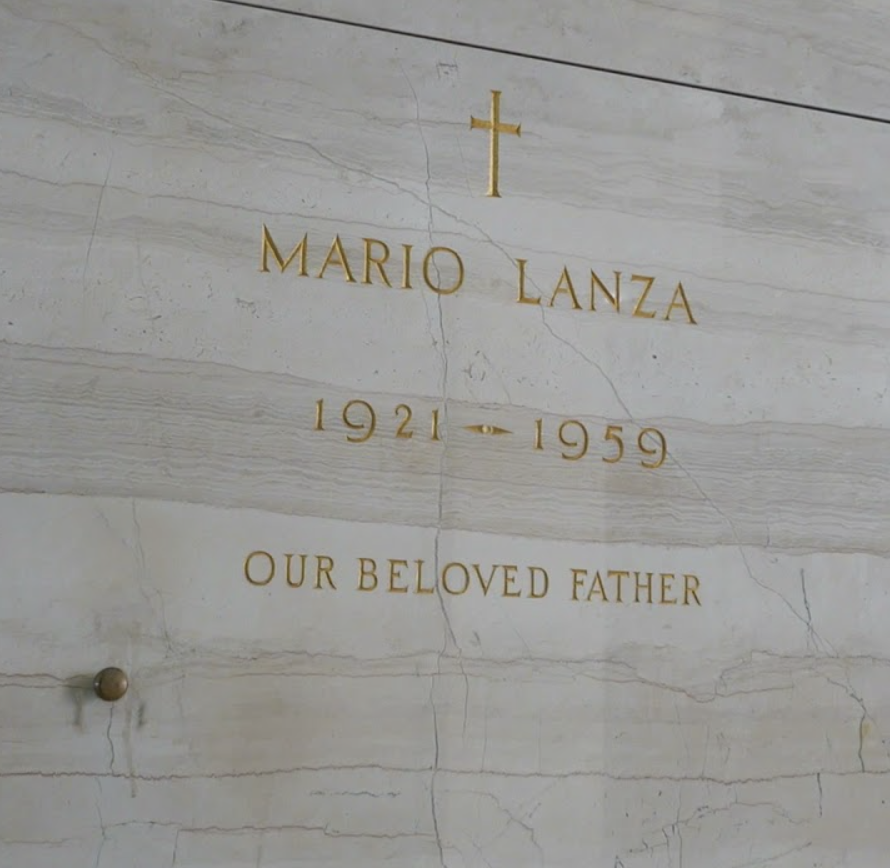 MARIO LANZA
1921 - 1959
OUR BELOVED FATHER